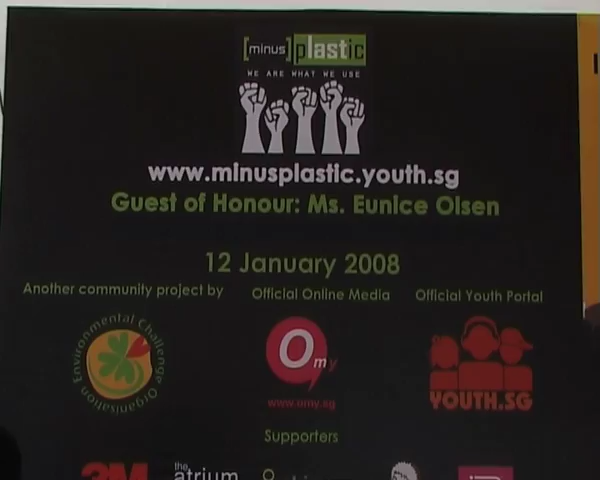 [minus]plastic
WE ARE WHAT WE USE
www.minusplastic.youth.sg
Guest of Honour: Ms. Eunice Olsen
12 January 2008
Another community project by
Official Online Media
Official Youth Portal
Environmental Challenge Organisation
Omy
www.omy.sg
YOUTH.SG
Supporters
3M
the atrium